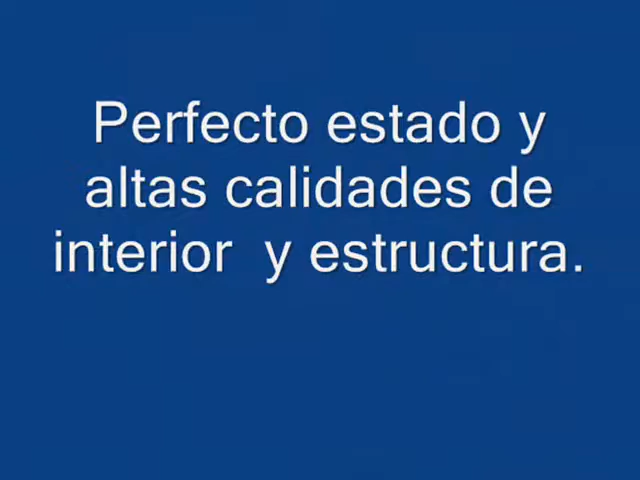 Perfecto estado y
altas calidades de
interior  y estructura.